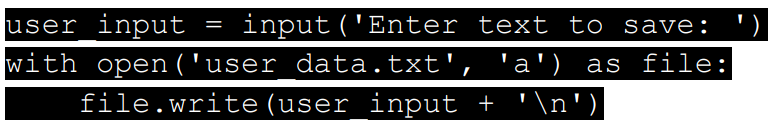 user_input = input('Enter text to save: ')
with open('user_data.txt', 'a') as file:
    file.write(user_input + '\n')